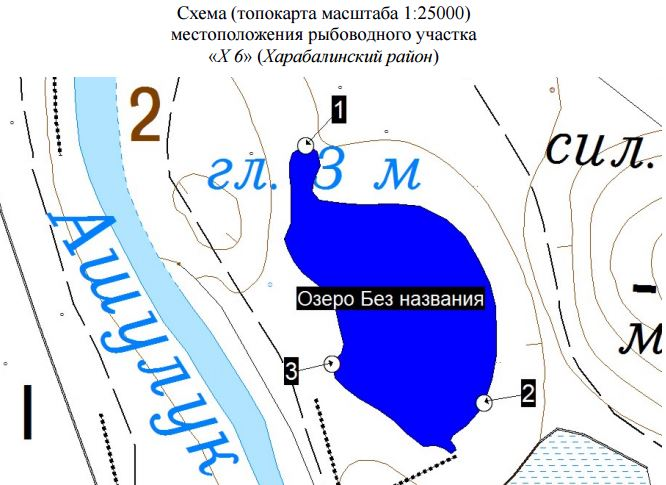 Схема (топокарта масштаба 1:25000)
местоположения рыбоводного участка
«Х 6» (Харабалинский район)
2
1
гл. 3 м
сил.
Ашулук
Озеро Без названия
м
3
2